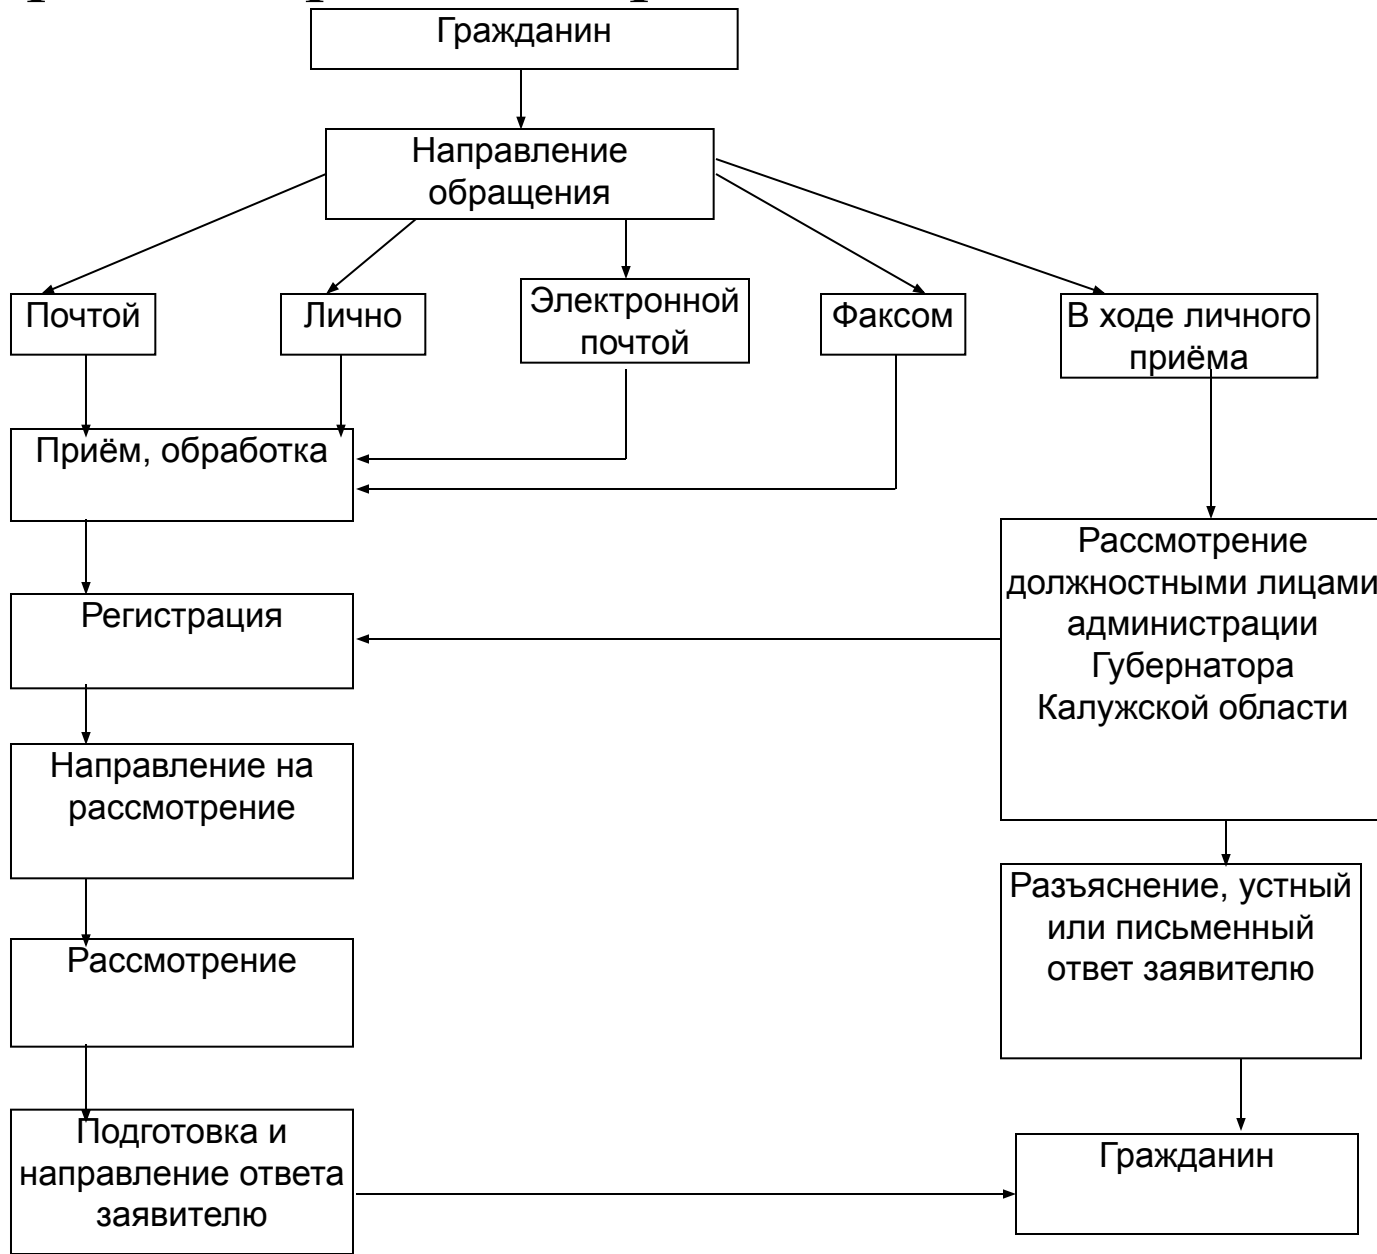 Гражданин
Направление
обращения
Почтой
Лично
Электронной
почтой
Факсом
В ходе личного
приёма
Приём, обработка
Рассмотрение
должностными лицами
администрации
Губернатора
Калужской области
Регистрация
Направление на
рассмотрение
Разъяснение, устный
или письменный
ответ заявителю
Рассмотрение
Подготовка и
направление ответа
заявителю
Гражданин